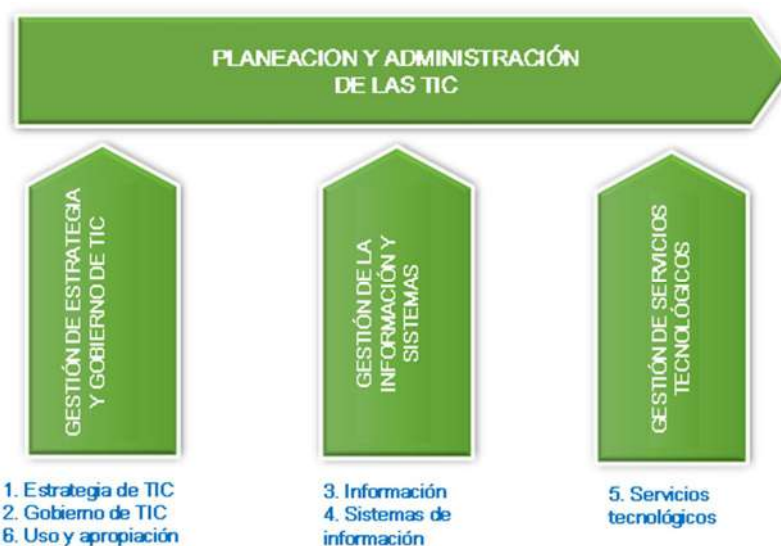 PLANEACION Y ADMINISTRACIÓN
DE LAS TIC
GESTIÓN DE ESTRATEGIA
Y GOBIERNO DE TIC
GESTIÓN DE LA
INFORMACIÓN Y
SISTEMAS
GESTIÓN DE SERVICIOS
TECNOLÓGICOS
1. Estrategia de TIC
2. Gobierno de TIC
6. Uso y apropiación
3. Información
4. Sistemas de
información
5. Servicios
tecnológicos